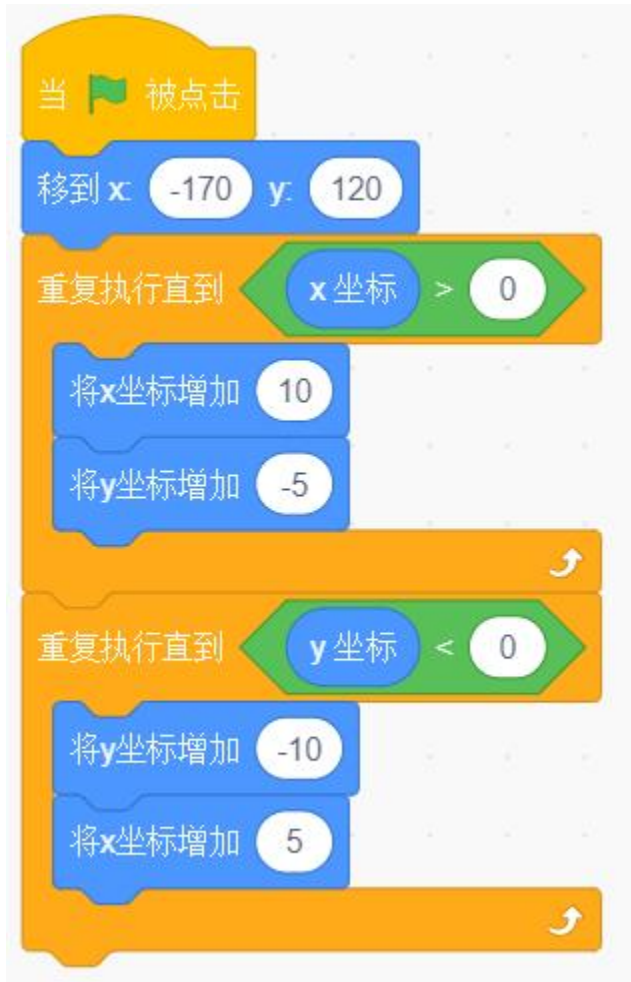 当 被点击
移到 x: -170 y: 120
重复执行直到 x 坐标 > 0
将x坐标增加 10
将y坐标增加 -5
重复执行直到 y 坐标 < 0
将y坐标增加 -10
将x坐标增加 5